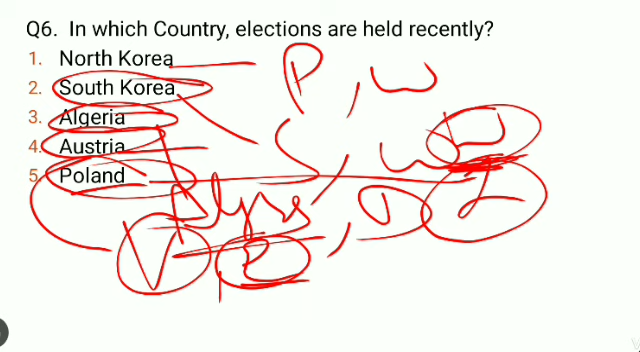 Q6. In which Country, elections are held recently?
1. North Korea
P, W
2. South Korea
3. Algeria
S, W
4. Austria
5. Poland
Algrs, D
V